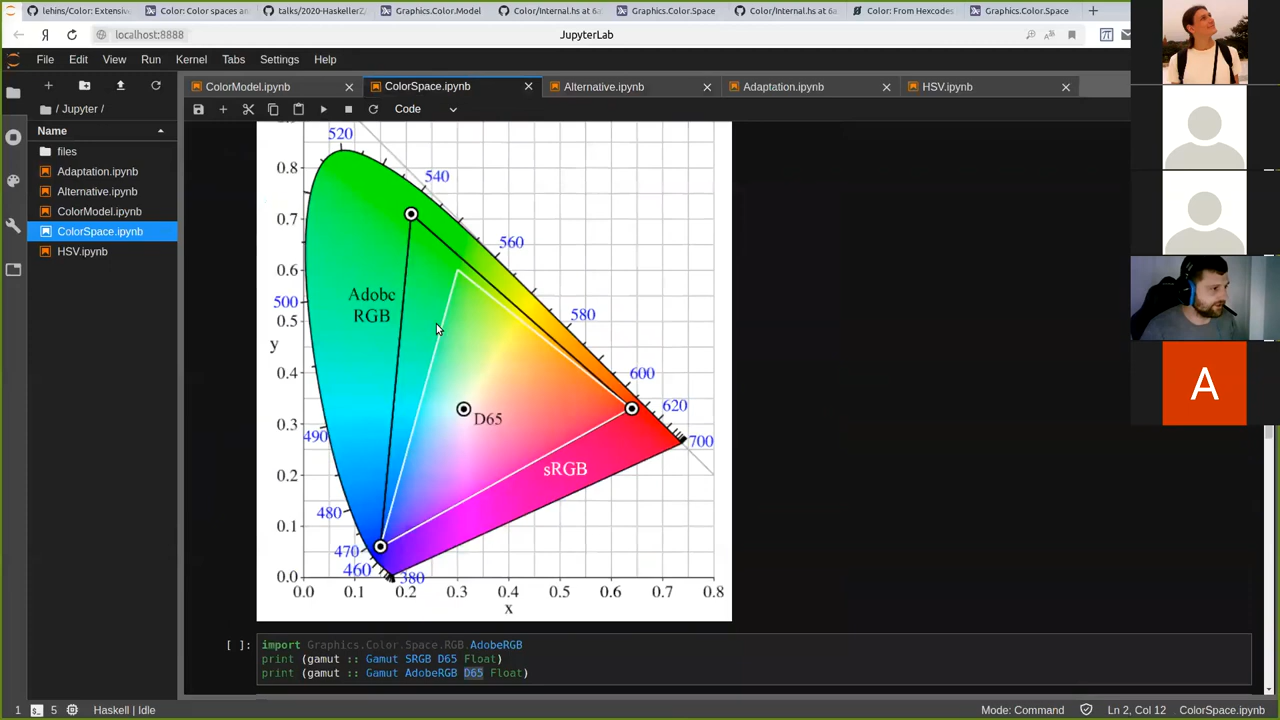 lehins/Color: Extensiv
Color: Color spaces an
talks/2020-HaskellerZ
Graphics.Color.Model
Color/Internal.hs at 6a
Graphics.Color.Space
Color/Internal.hs at 6a
Color: From Hexcodes
Graphics.Color.Space
Я
localhost:8888
JupyterLab
File Edit View Run Kernel Tabs Settings Help
ColorModel.ipynb
ColorSpace.ipynb
Alternative.ipynb
Adaptation.ipynb
HSV.ipynb
/ Jupyter /
Code
Name
files
Adaptation.ipynb
Alternative.ipynb
ColorModel.ipynb
ColorSpace.ipynb
HSV.ipynb
520
0.8
540
0.7
560
0.6
Adobe
RGB
500
580
0.5
y
0.4
600
620
D65
0.3
490
700
sRGB
0.2
480
0.1
470
460
380
0.0
0.0 0.1 0.2 0.3 0.4 0.5 0.6 0.7 0.8
x
A
[ ]:
import Graphics.Color.Space.RGB.AdobeRGB
print (gamut :: Gamut SRGB D65 Float)
print (gamut :: Gamut AdobeRGB D65 Float)
1
5
Haskell | Idle
Mode: Command
Ln 2, Col 12
ColorSpace.ipynb